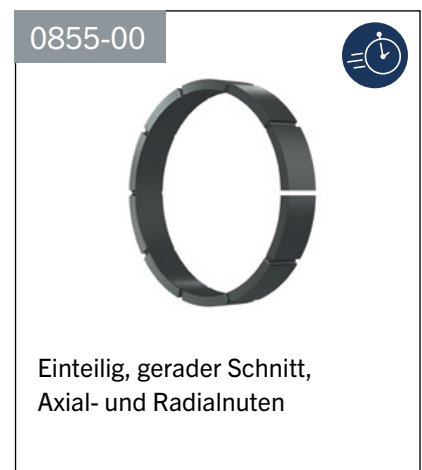 0855-00
Einteilig, gerader Schnitt,
Axial- und Radialnuten